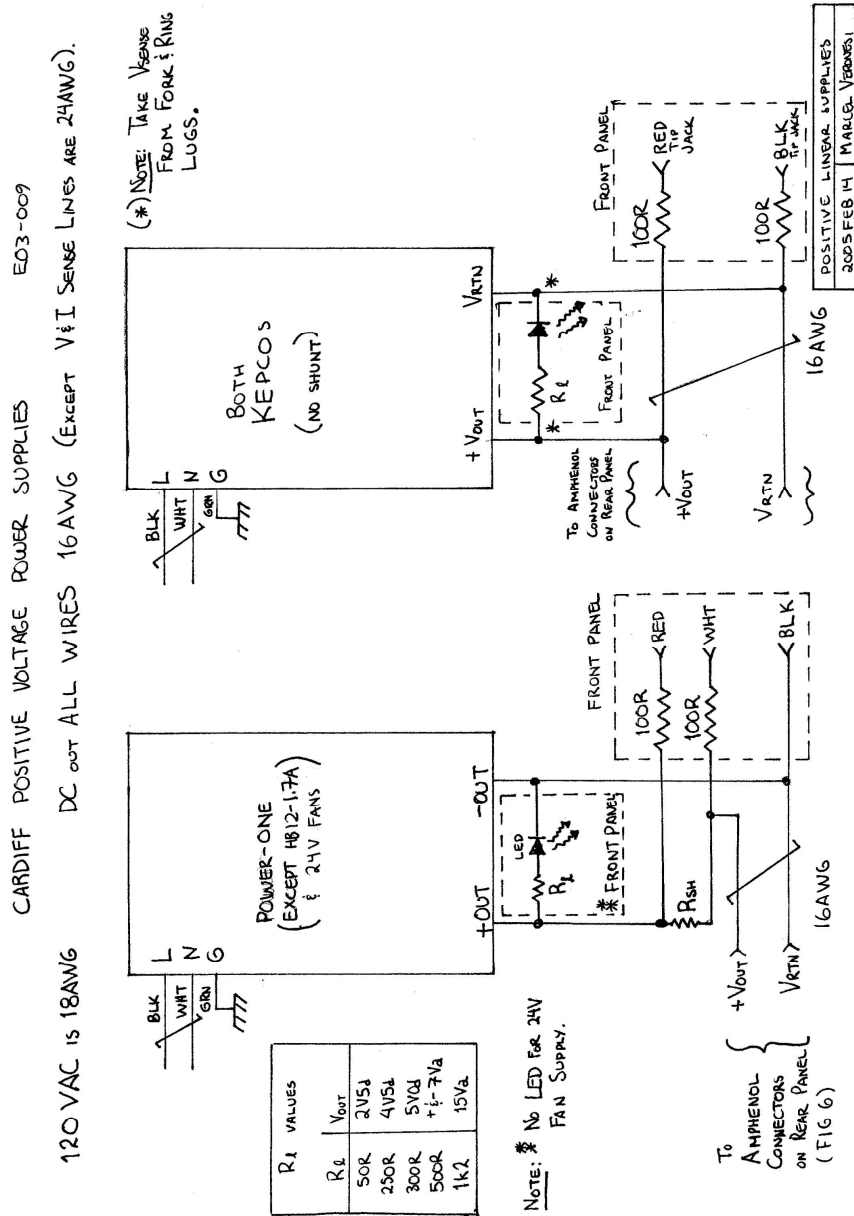 CARDIFF POSITIVE VOLTAGE POWER SUPPLIES E03-009
120 VAC IS 18AWG DC OUT ALL WIRES 16AWG (EXCEPT V&I SENSE LINES ARE 24AWG).
BLK
WHT
GRN
L
N
G
POWER-ONE
(EXCEPT HB12-1.7A)
& 24V FANS
+OUT
-OUT
LED
Rl
* FRONT PANEL
RSH
FRONT PANEL
100R
RED
100R
WHT
BLK
+VOUT
VRTN
16AWG
TO
AMPHENOL
CONNECTORS
ON REAR PANEL
(FIG 6)
Rl VALUES
Rl VOUT
50R 2V5d
250R 4V5d
300R 5V0d
500R +&-7Va
1k2 15Va
NOTE: * NO LED FOR 24V
FAN SUPPLY.
BLK
WHT
GRN
L
N
G
BOTH
KEPCOS
(NO SHUNT)
+VOUT
VRTN
*
*
Rl
FRONT PANEL
(*) NOTE: TAKE VSENSE
FROM FORK & RING
LUGS.
TO AMPHENOL
CONNECTORS
ON REAR PANEL
+VOUT
VRTN
16AWG
FRONT PANEL
100R
RED
TIP
JACK
100R
BLK
TIP JACK
POSITIVE LINEAR SUPPLIES
2005 FEB 14 MARCEL VERONESI